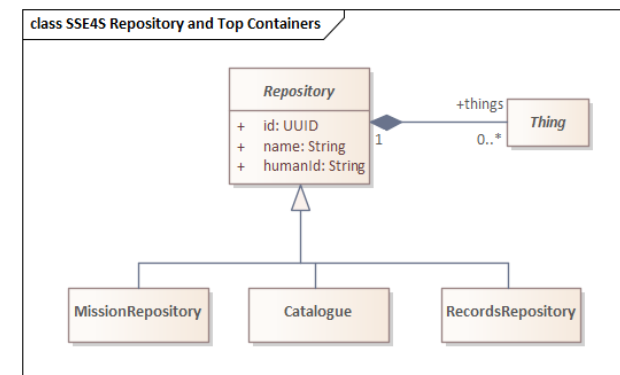 class SSE4S Repository and Top Containers
Repository
+ id: UUID
+ name: String
+ humanId: String
+things
1
0..*
Thing
MissionRepository
Catalogue
RecordsRepository